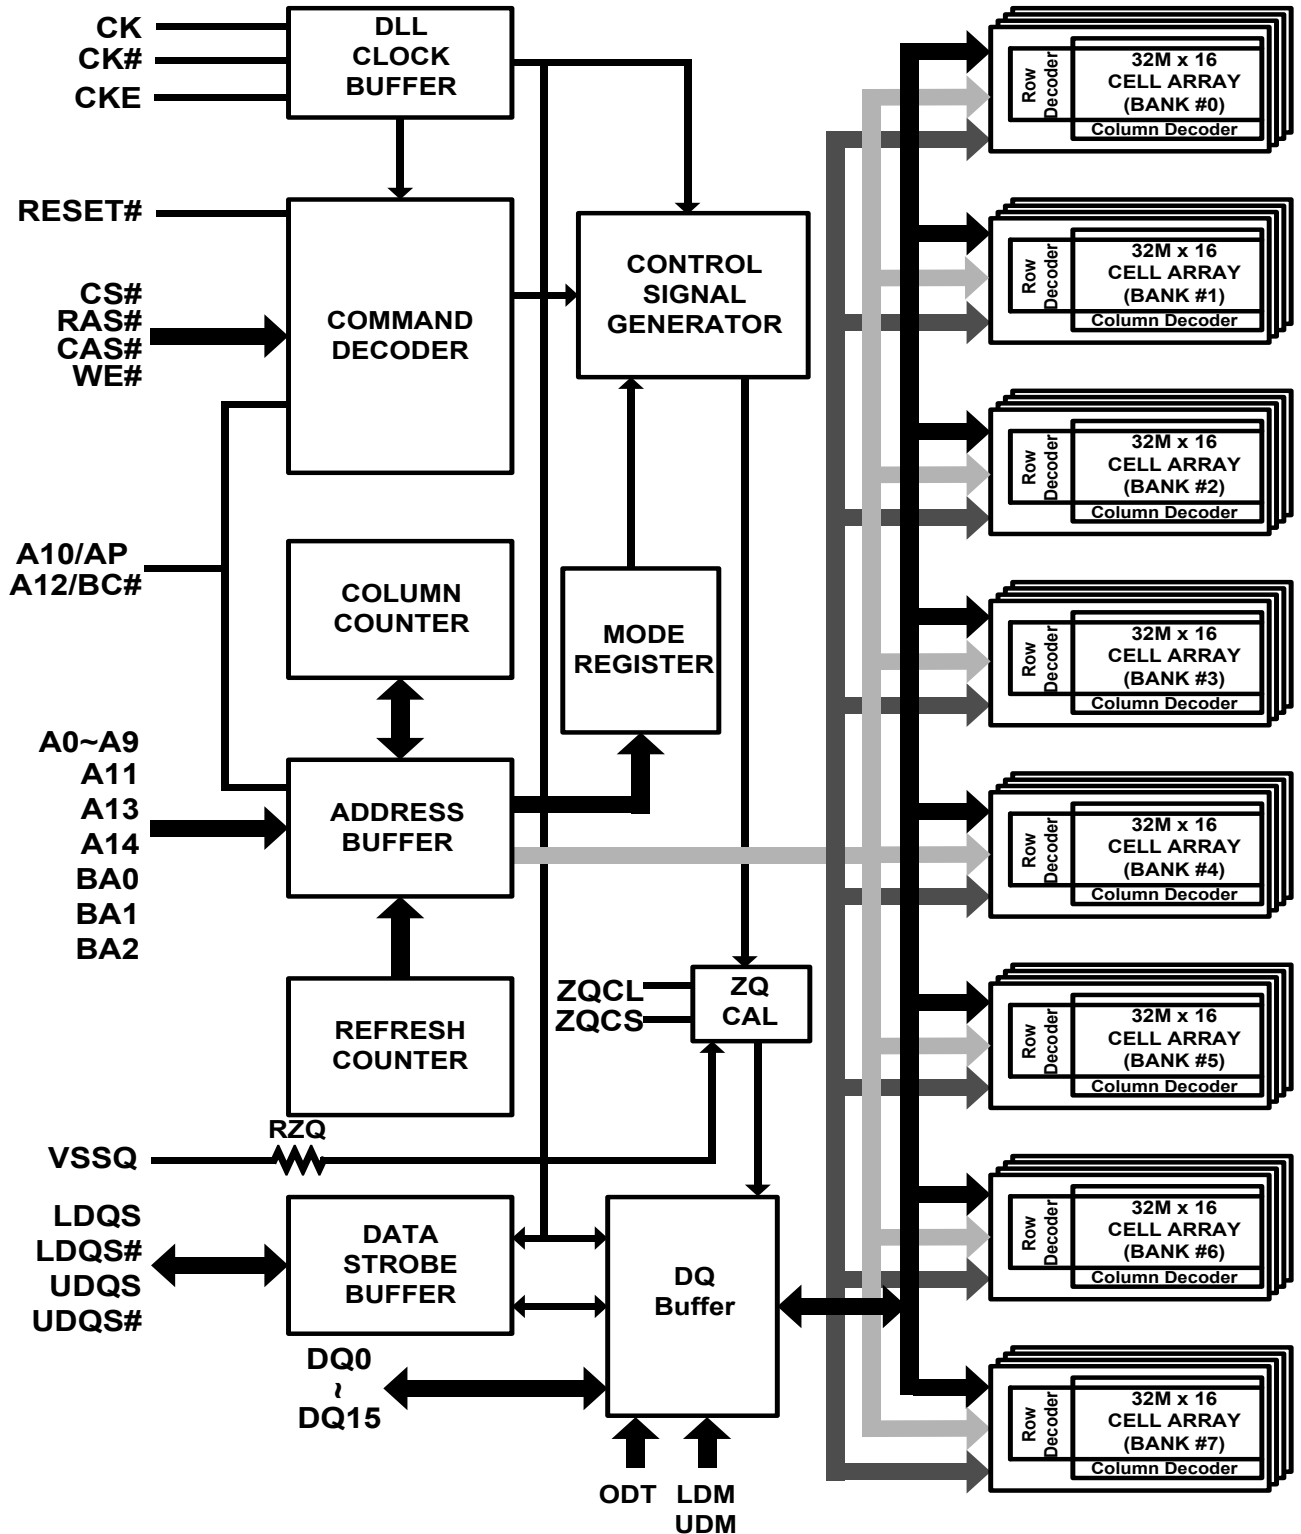 CK
CK#
CKE
DLL
CLOCK
BUFFER
RESET#
CS#
RAS#
CAS#
WE#
COMMAND
DECODER
CONTROL
SIGNAL
GENERATOR
A10/AP
A12/BC#
COLUMN
COUNTER
MODE
REGISTER
A0~A9
A11
A13
A14
BA0
BA1
BA2
ADDRESS
BUFFER
REFRESH
COUNTER
ZQCL
ZQCS
ZQ
CAL
RZQ
VSSQ
LDQS
LDQS#
UDQS
UDQS#
DATA
STROBE
BUFFER
DQ
Buffer
DQ0
~
DQ15
ODT
LDM
UDM
Row
Decoder
32M x 16
CELL ARRAY
(BANK #0)
Column Decoder
Row
Decoder
32M x 16
CELL ARRAY
(BANK #1)
Column Decoder
Row
Decoder
32M x 16
CELL ARRAY
(BANK #2)
Column Decoder
Row
Decoder
32M x 16
CELL ARRAY
(BANK #3)
Column Decoder
Row
Decoder
32M x 16
CELL ARRAY
(BANK #4)
Column Decoder
Row
Decoder
32M x 16
CELL ARRAY
(BANK #5)
Column Decoder
Row
Decoder
32M x 16
CELL ARRAY
(BANK #6)
Column Decoder
Row
Decoder
32M x 16
CELL ARRAY
(BANK #7)
Column Decoder